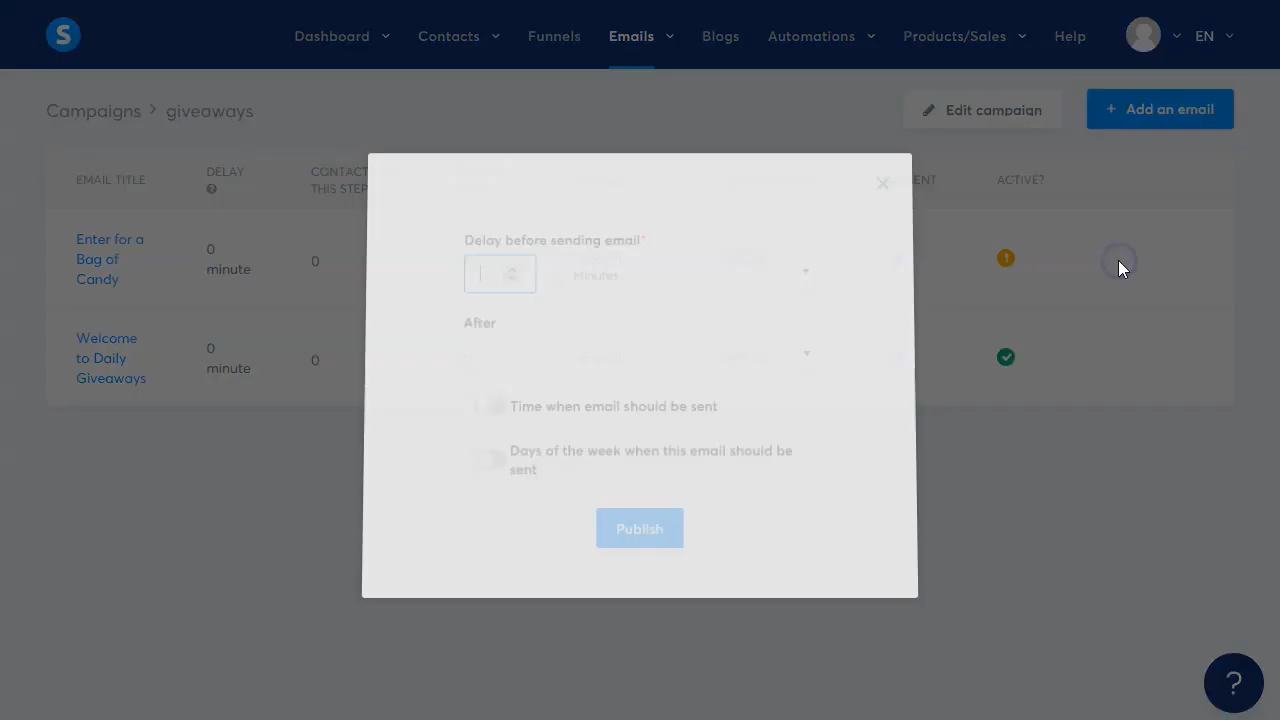 S
Dashboard Contacts Funnels Emails Blogs Automations Products/Sales Help EN
Campaigns > giveaways
Edit campaign
+ Add an email
EMAIL TITLE
DELAY
CONTACT
THIS STEP
ENT
ACTIVE?
Enter for a
Bag of
Candy
0
minute
0
Welcome
to Daily
Giveaways
0
minute
0
Delay before sending email*
Minutes
After
Time when email should be sent
Days of the week when this email should be
sent
Publish
?